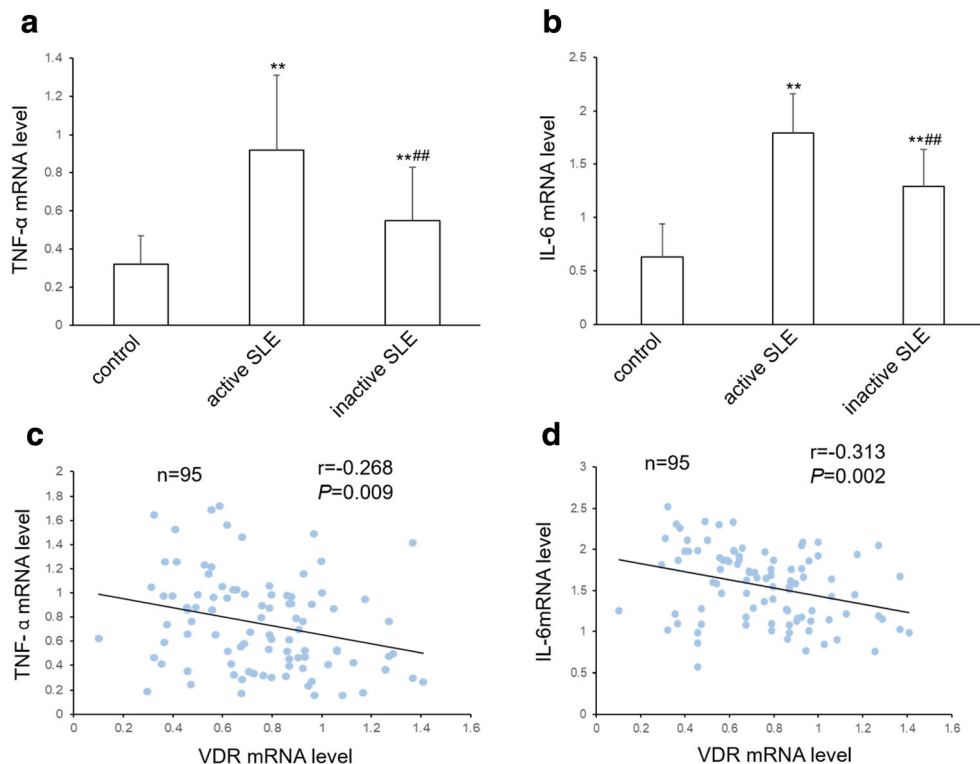 a
TNF-α mRNA level
1.4
1.2
1
0.8
0.6
0.4
0.2
0
**
**##
control
active SLE
inactive SLE
b
IL-6 mRNA level
2.5
2
1.5
1
0.5
0
**
**##
control
active SLE
inactive SLE
c
TNF- α mRNA level
2
1.8
1.6
1.4
1.2
1
0.8
0.6
0.4
0.2
0
n=95
r=-0.268
P=0.009
0 0.2 0.4 0.6 0.8 1 1.2 1.4 1.6
VDR mRNA level
d
IL-6mRNA level
3
2.5
2
1.5
1
0.5
0
n=95
r=-0.313
P=0.002
0 0.2 0.4 0.6 0.8 1 1.2 1.4 1.6
VDR mRNA level